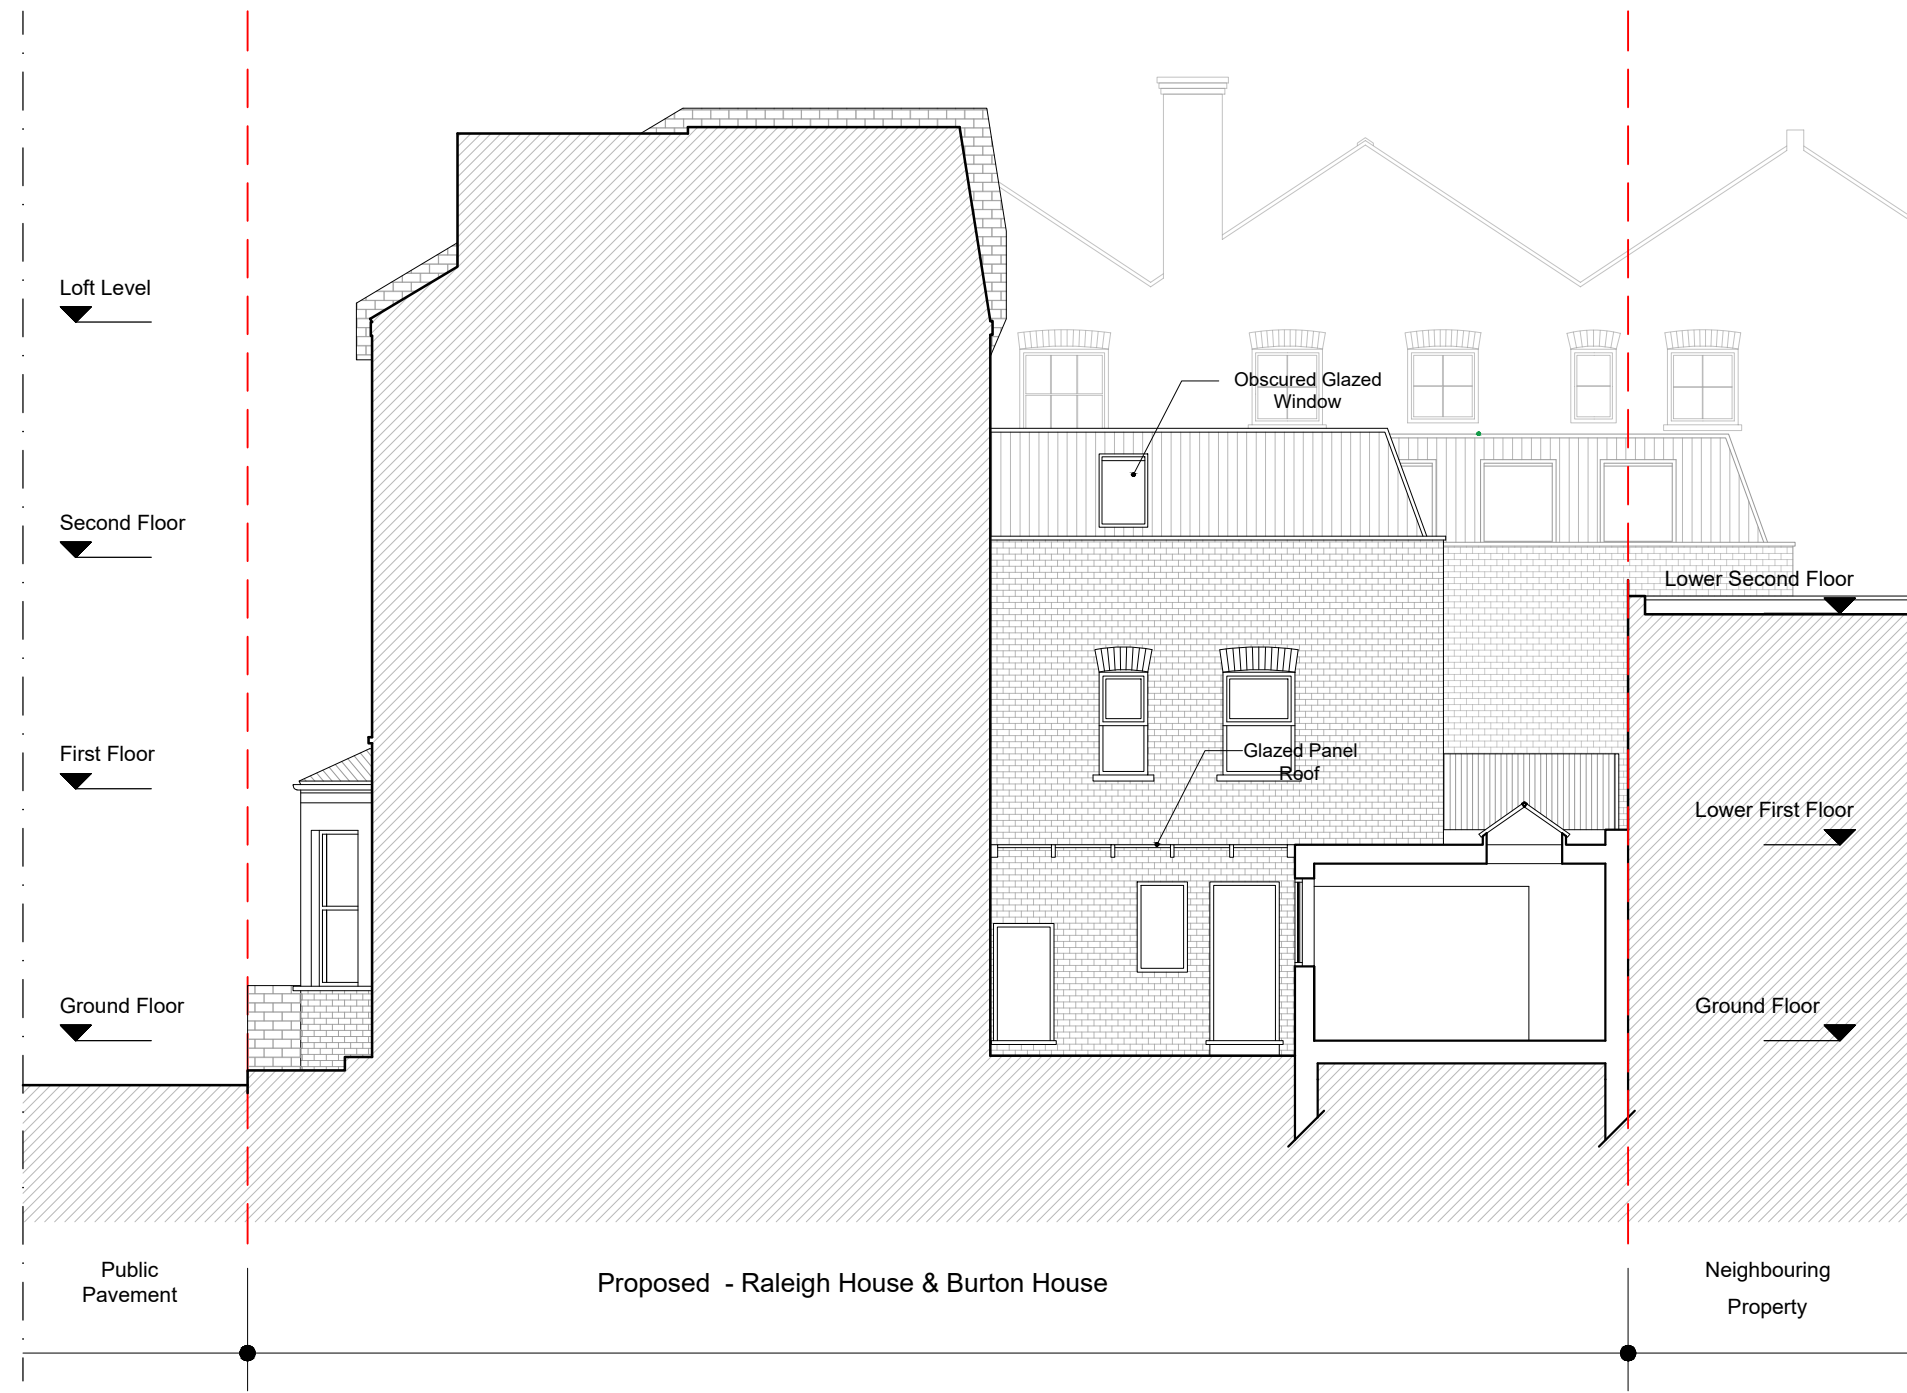 Loft Level
Obscured Glazed
Window
Second Floor
Lower Second Floor
First Floor
Glazed Panel
Roof
Lower First Floor
Ground Floor
Ground Floor
Public
Pavement
Proposed - Raleigh House & Burton House
Neighbouring
Property